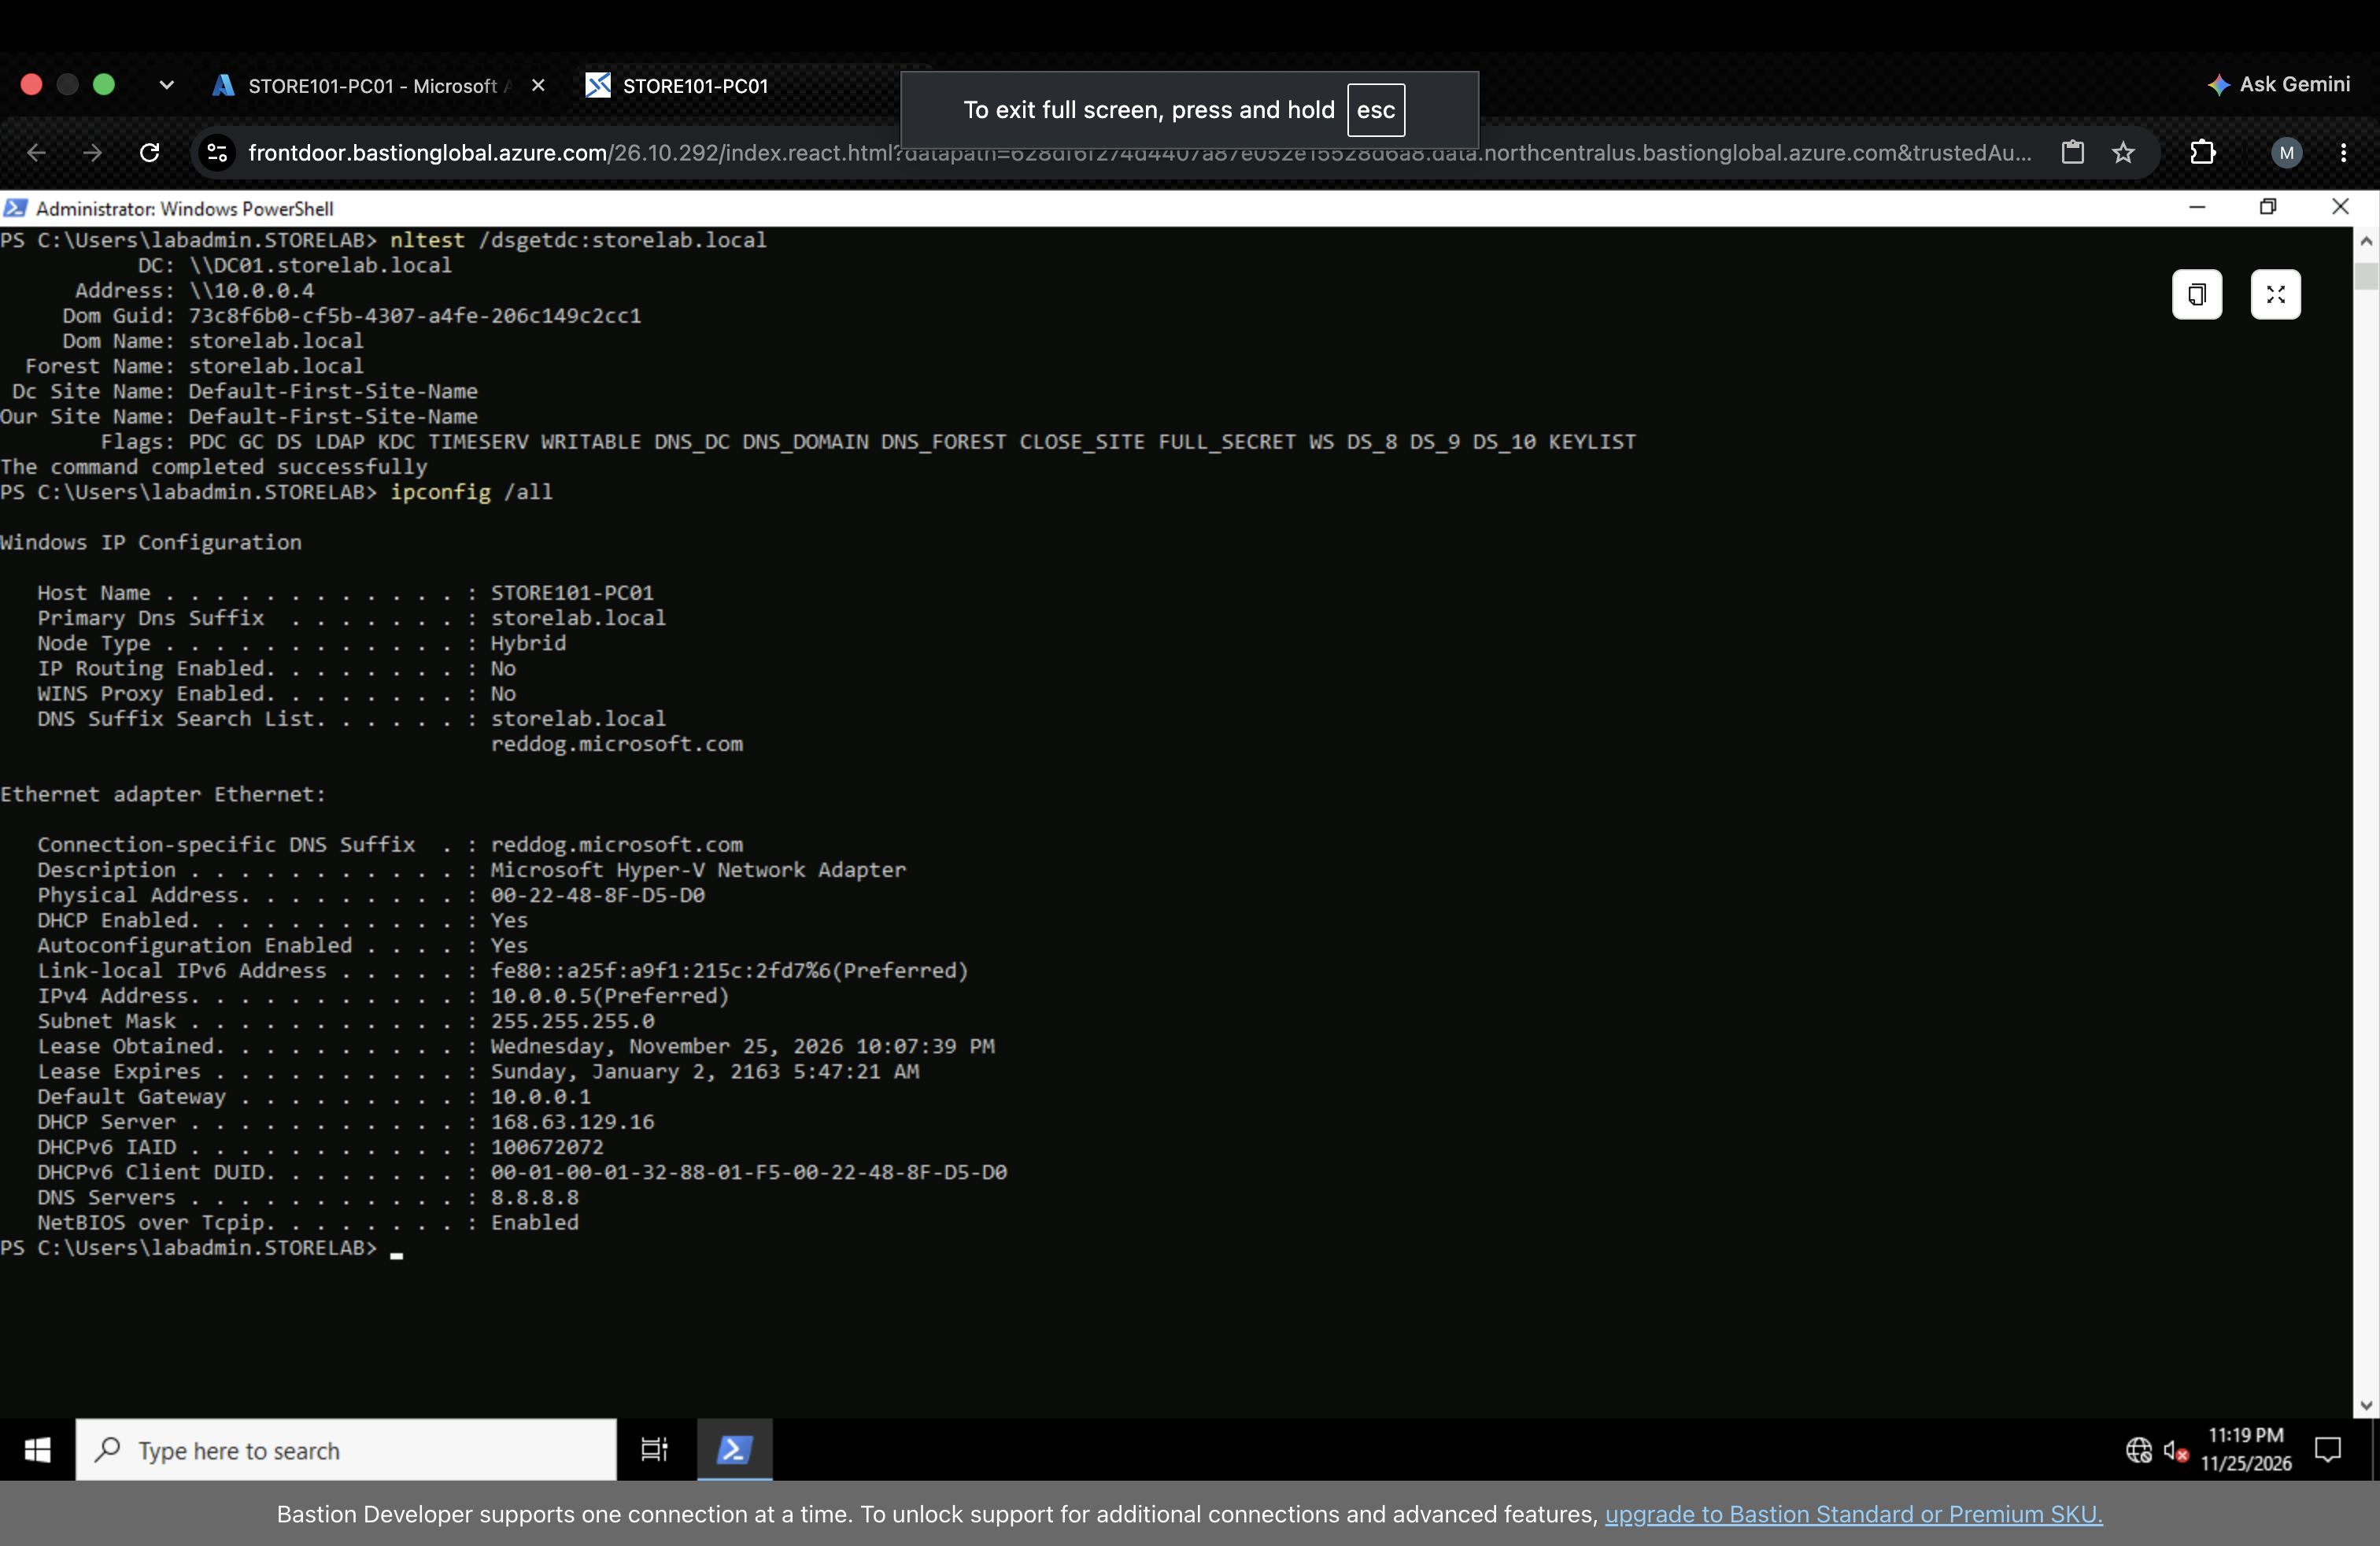 STORE101-PC01 - Microsoft A
STORE101-PC01
To exit full screen, press and hold esc
Ask Gemini
frontdoor.bastionglobal.azure.com/26.10.292/index.react.html?datapath=628df6f274d4407a87e052e15528d6a8.data.northcentralus.bastionglobal.azure.com&trustedAu...
M
Administrator: Windows PowerShell
PS C:\Users\labadmin.STORELAB> nltest /dsgetdc:storelab.local
           DC: \\DC01.storelab.local
      Address: \\10.0.0.4
     Dom Guid: 73c8f6b0-cf5b-4307-a4fe-206c149c2cc1
     Dom Name: storelab.local
  Forest Name: storelab.local
 Dc Site Name: Default-First-Site-Name
Our Site Name: Default-First-Site-Name
        Flags: PDC GC DS LDAP KDC TIMESERV WRITABLE DNS_DC DNS_DOMAIN DNS_FOREST CLOSE_SITE FULL_SECRET WS DS_8 DS_9 DS_10 KEYLIST
The command completed successfully
PS C:\Users\labadmin.STORELAB> ipconfig /all
Windows IP Configuration
   Host Name . . . . . . . . . . . . : STORE101-PC01
   Primary Dns Suffix  . . . . . . . : storelab.local
   Node Type . . . . . . . . . . . . : Hybrid
   IP Routing Enabled. . . . . . . . : No
   WINS Proxy Enabled. . . . . . . . : No
   DNS Suffix Search List. . . . . . : storelab.local
                                       reddog.microsoft.com
Ethernet adapter Ethernet:
   Connection-specific DNS Suffix  . : reddog.microsoft.com
   Description . . . . . . . . . . . : Microsoft Hyper-V Network Adapter
   Physical Address. . . . . . . . . : 00-22-48-8F-D5-D0
   DHCP Enabled. . . . . . . . . . . : Yes
   Autoconfiguration Enabled . . . . : Yes
   Link-local IPv6 Address . . . . . : fe80::a25f:a9f1:215c:2fd7%6(Preferred)
   IPv4 Address. . . . . . . . . . . : 10.0.0.5(Preferred)
   Subnet Mask . . . . . . . . . . . : 255.255.255.0
   Lease Obtained. . . . . . . . . . : Wednesday, November 25, 2026 10:07:39 PM
   Lease Expires . . . . . . . . . . : Sunday, January 2, 2163 5:47:21 AM
   Default Gateway . . . . . . . . . : 10.0.0.1
   DHCP Server . . . . . . . . . . . : 168.63.129.16
   DHCPv6 IAID . . . . . . . . . . . : 100672072
   DHCPv6 Client DUID. . . . . . . . : 00-01-00-01-32-88-01-F5-00-22-48-8F-D5-D0
   DNS Servers . . . . . . . . . . . : 8.8.8.8
   NetBIOS over Tcpip. . . . . . . . : Enabled
PS C:\Users\labadmin.STORELAB>
Type here to search
11:19 PM
11/25/2026
Bastion Developer supports one connection at a time. To unlock support for additional connections and advanced features, upgrade to Bastion Standard or Premium SKU.